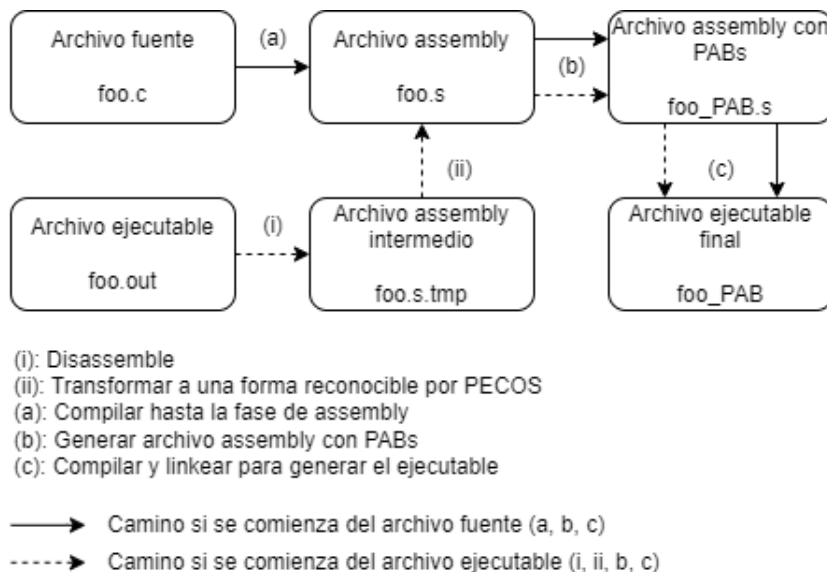 Archivo fuente
foo.c
(a)
Archivo assembly
foo.s
(b)
Archivo assembly con
PABs
foo_PAB.s
(ii)
(c)
Archivo ejecutable
foo.out
(i)
Archivo assembly
intermedio
foo.s.tmp
Archivo ejecutable
final
foo_PAB
(i): Disassemble
(ii): Transformar a una forma reconocible por PECOS
(a): Compilar hasta la fase de assembly
(b): Generar archivo assembly con PABs
(c): Compilar y linkear para generar el ejecutable
Camino si se comienza del archivo fuente (a, b, c)
Camino si se comienza del archivo ejecutable (i, ii, b, c)